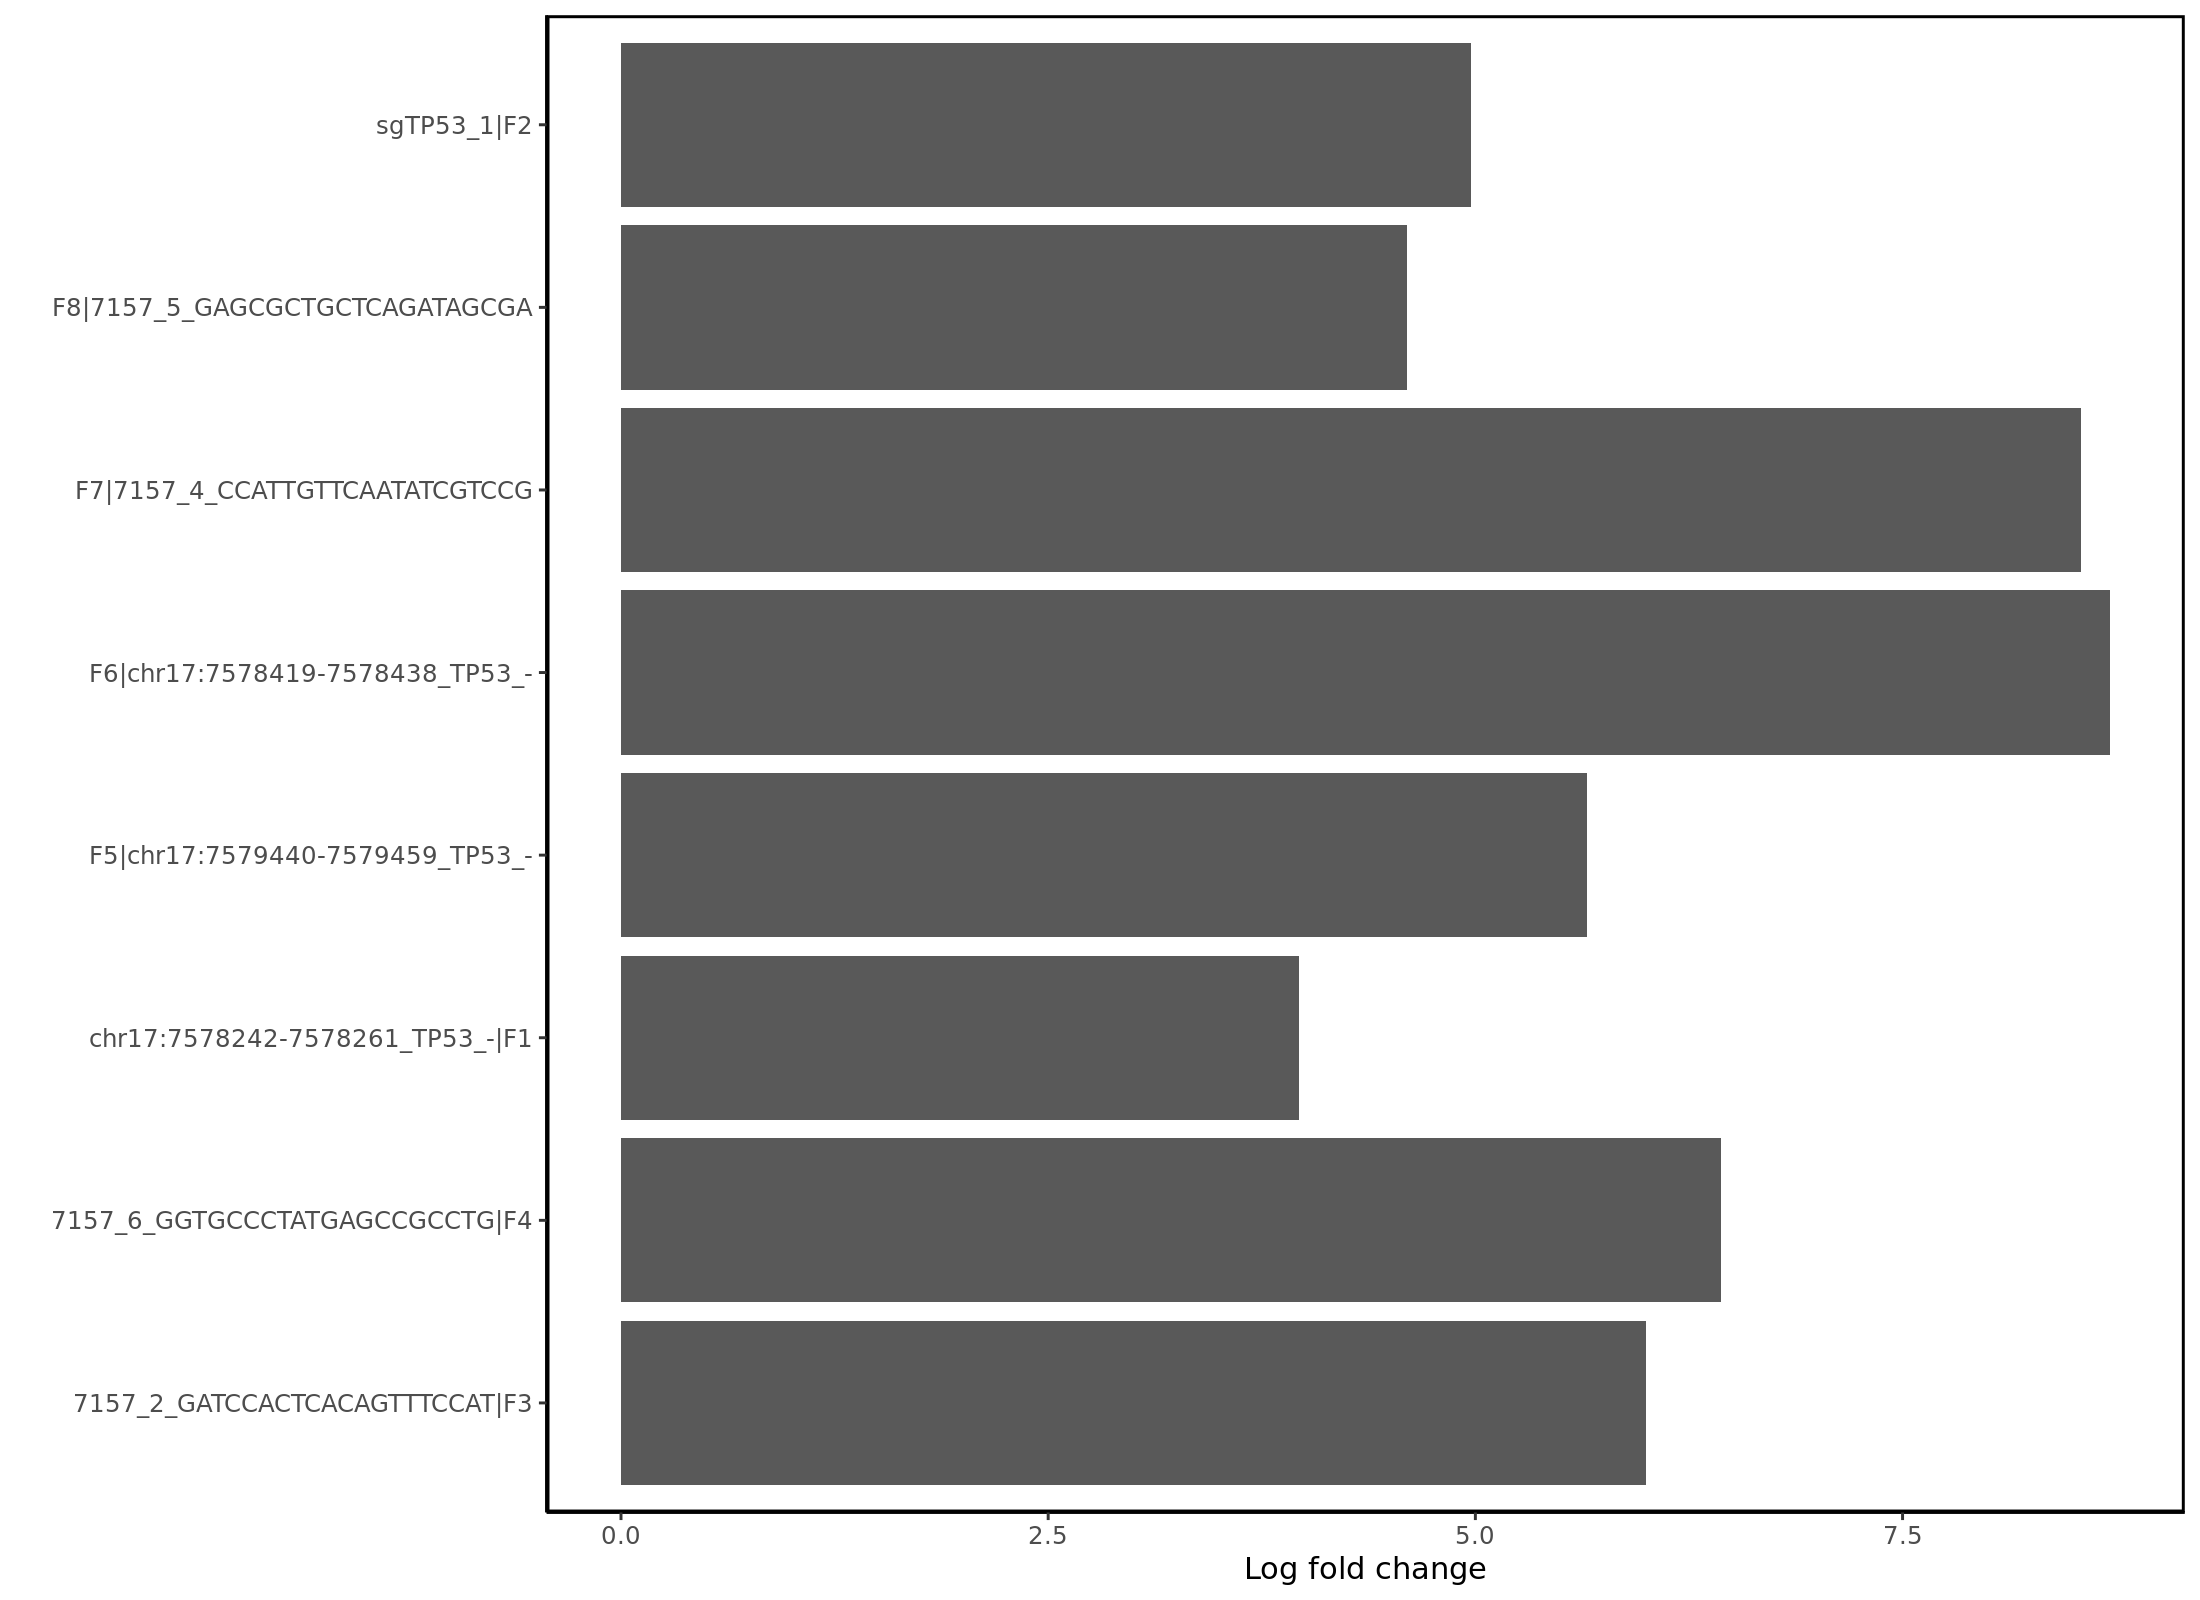 sgTP53_1|F2
F8|7157_5_GAGCGCTGCTCAGATAGCGA
F7|7157_4_CCATTGTTCAATATCGTCCG
F6|chr17:7578419-7578438_TP53_-
F5|chr17:7579440-7579459_TP53_-
chr17:7578242-7578261_TP53_-|F1
7157_6_GGTGCCCTATGAGCCGCCTG|F4
7157_2_GATCCACTCACAGTTTCCAT|F3
0.0 2.5 5.0 7.5
Log fold change